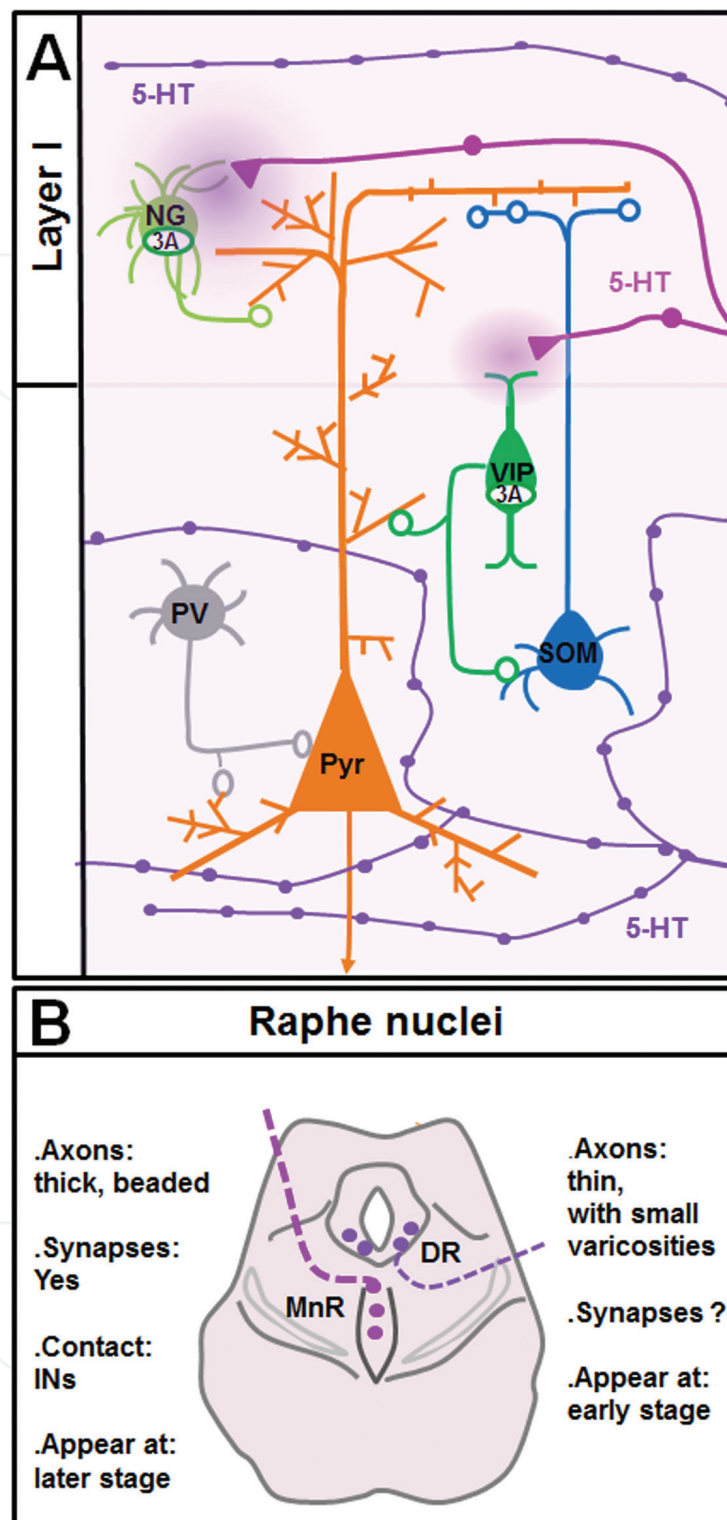 A
Layer I
5-HT
NG
3A
5-HT
VIP
3A
PV
SOM
Pyr
5-HT
B
Raphe nuclei
.Axons:
thick, beaded
.Synapses:
Yes
.Contact:
INs
.Appear at:
later stage
DR
MnR
.Axons:
thin,
with small
varicosities
.Synapses ?
.Appear at:
early stage